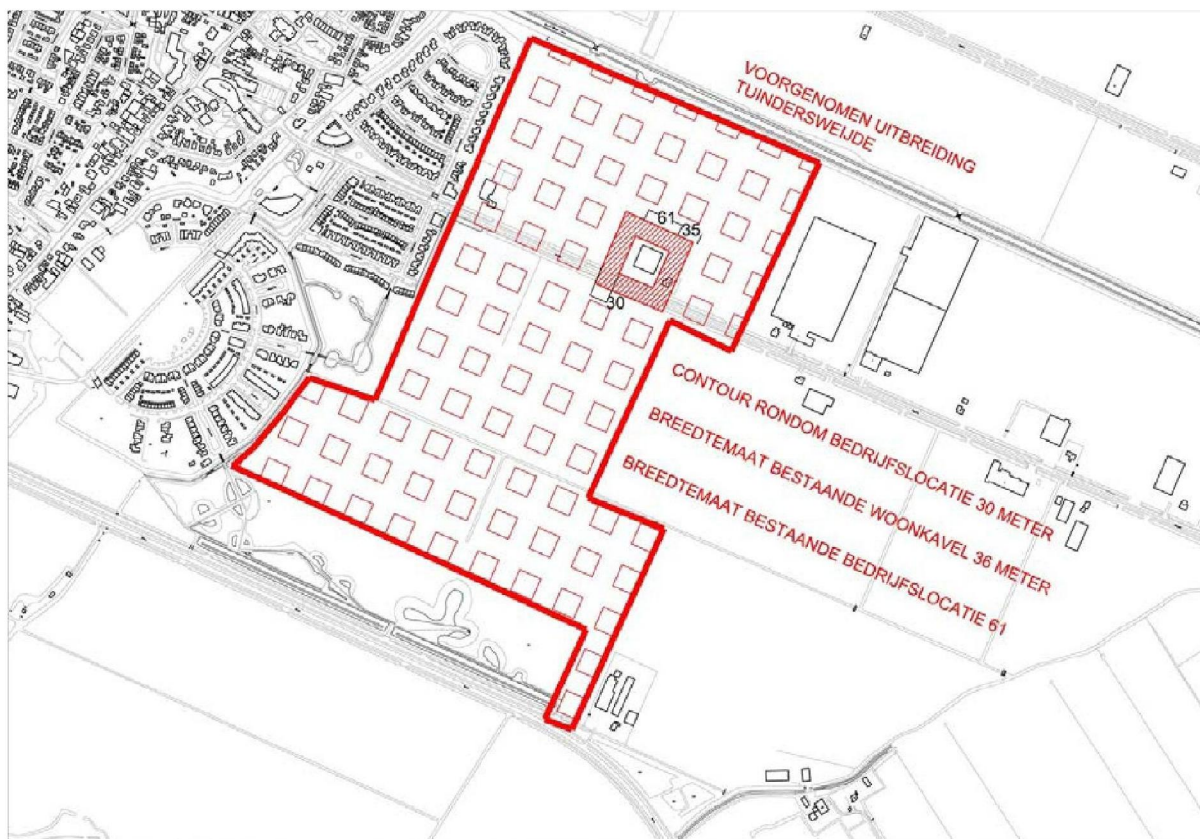 VOORGENOMEN UITBREIDING
TUINDERSWEIJDE
61
35
30
CONTOUR RONDOM BEDRIJFSLOCATIE 30 METER
BREEDTEMAAT BESTAANDE WOONKAVEL 36 METER
BREEDTEMAAT BESTAANDE BEDRIJFSLOCATIE 61